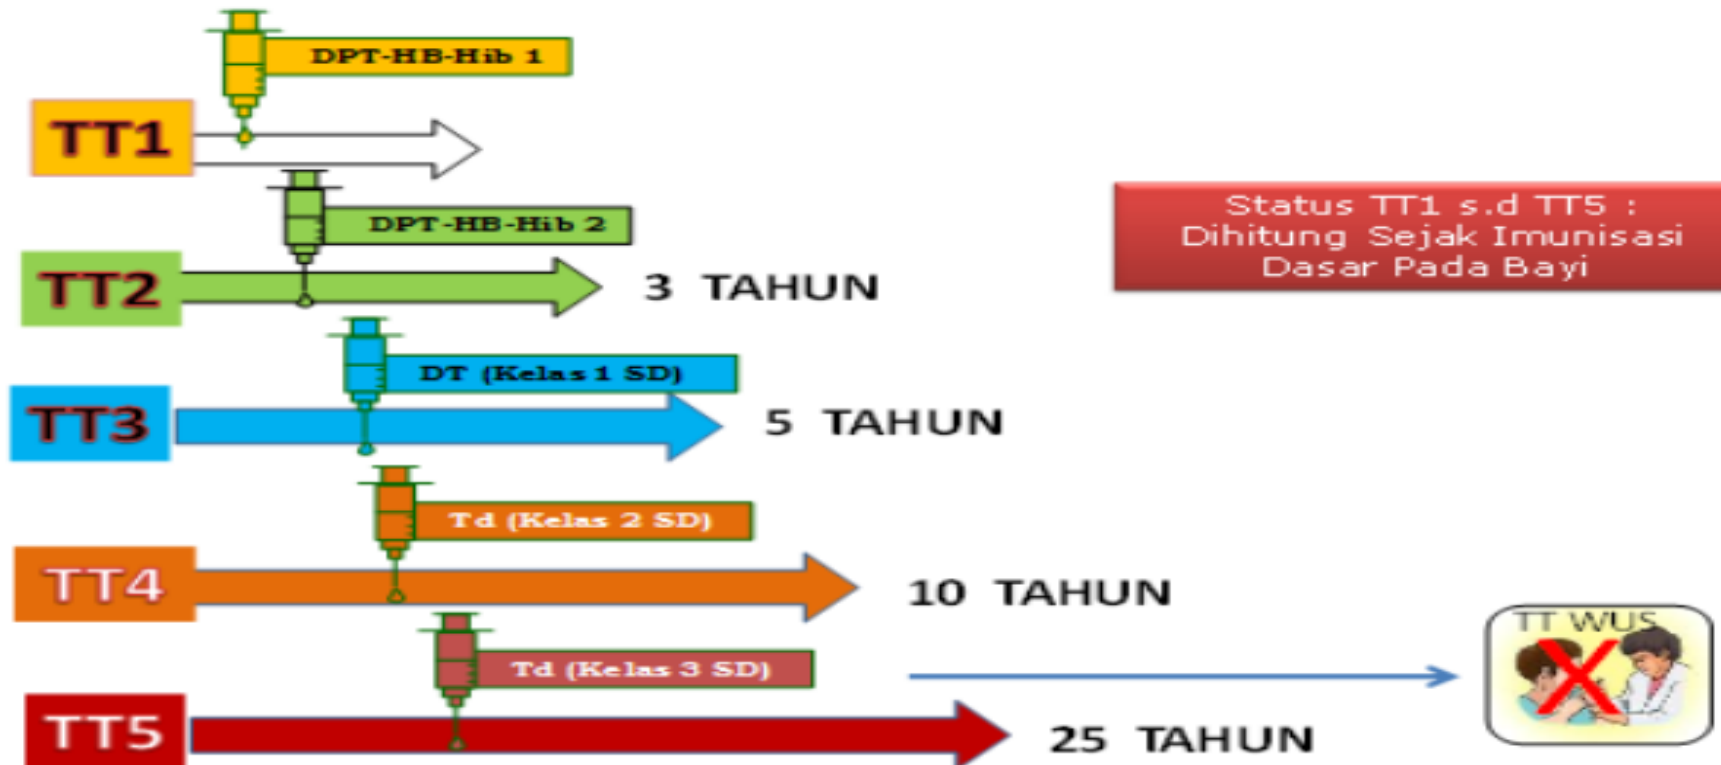 DPT-HB-Hib 1
TT1
DPT-HB-Hib 2
TT2
3 TAHUN
Status TT1 s.d TT5 :
Dihitung Sejak Imunisasi
Dasar Pada Bayi
DT (Kelas 1 SD)
TT3
5 TAHUN
Td (Kelas 2 SD)
TT4
10 TAHUN
Td (Kelas 3 SD)
TT5
25 TAHUN
TT WUS